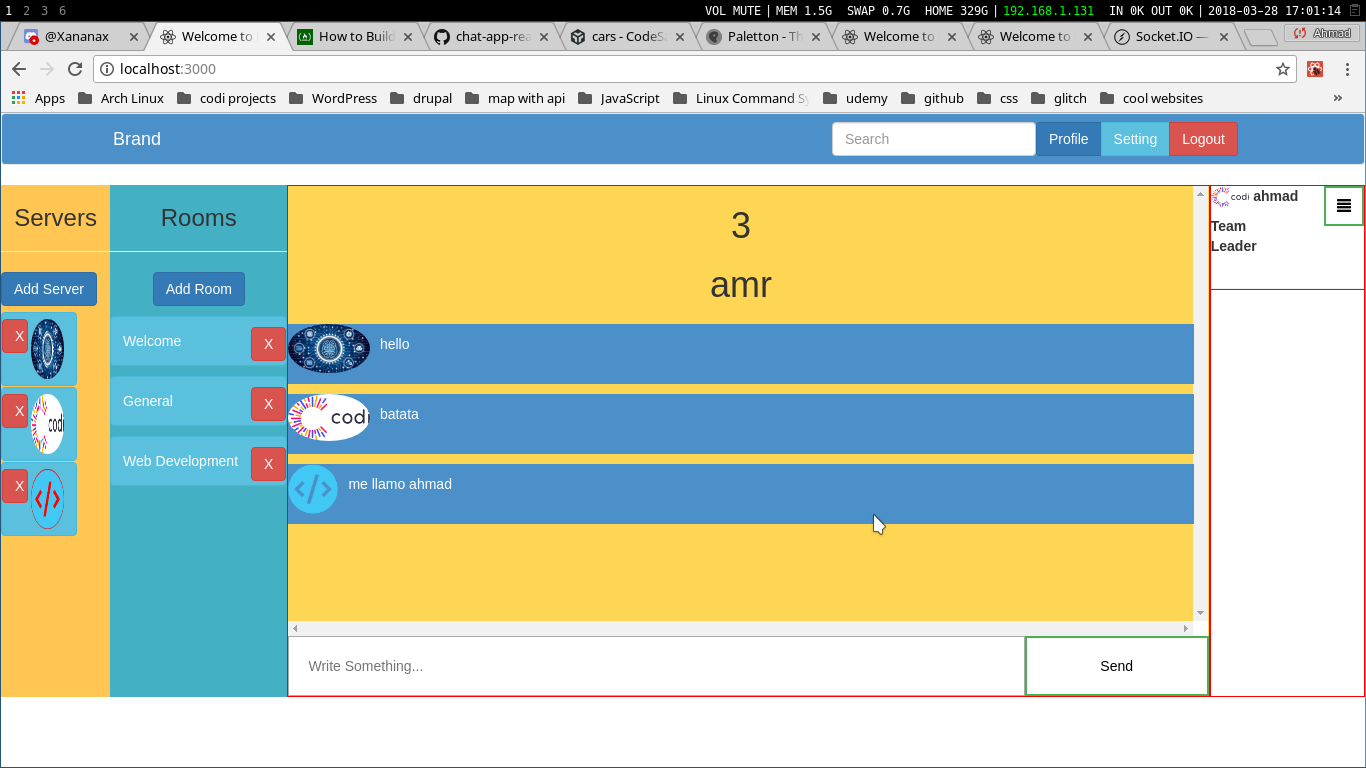 1 2 3 6 VOL MUTE | MEM 1.5G SWAP 0.7G HOME 329G | 192.168.1.131 IN 0K OUT 0K | 2018-03-28 17:01:14
@Xananax Welcome to How to Build chat-app-rea cars - CodeS Paletton - Th Welcome to Welcome to Socket.IO — Ahmad
localhost:3000
Apps Arch Linux codi projects WordPress drupal map with api JavaScript Linux Command Sy udemy github css glitch cool websites »
Brand Search Profile Setting Logout
Servers Rooms 3 codi ahmad
Team
Leader
Add Server Add Room amr
X Welcome X hello
X codi General X codi batata
X </> Web Development X </> me llamo ahmad
Write Something... Send